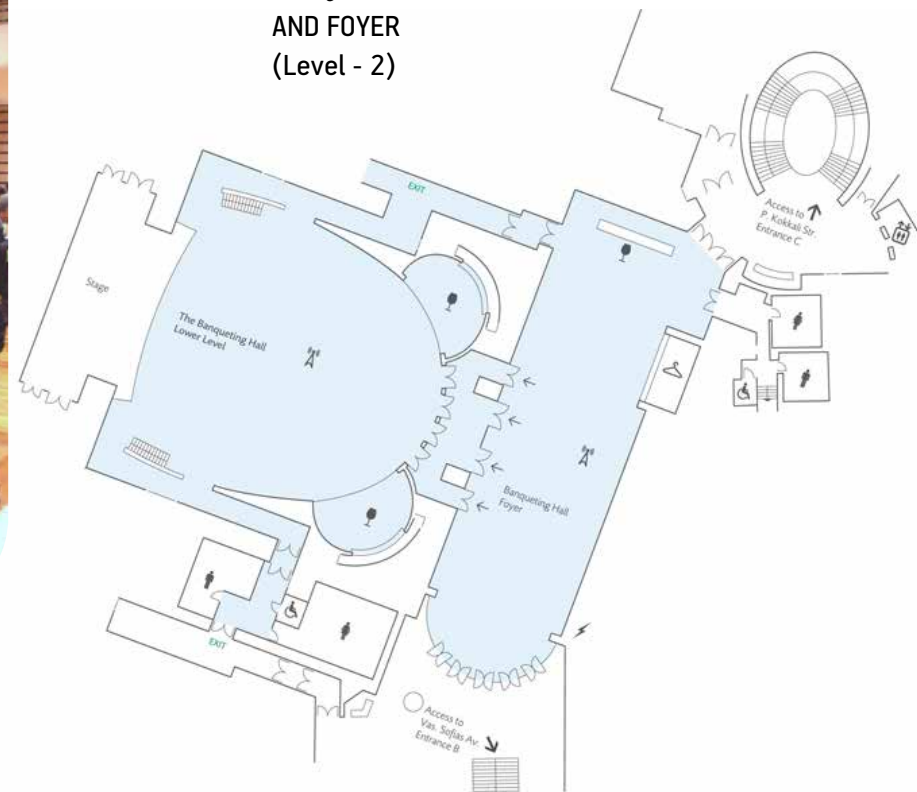 AND FOYER
(Level - 2)
EXIT
Access to
P. Kokkali Str.
Entrance C
Stage
The Banqueting Hall
Lower Level
Banqueting Hall
Foyer
EXIT
Access to
Vas. Sofias Av.
Entrance B